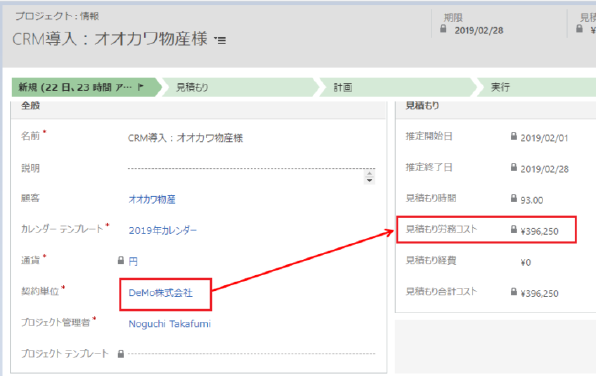 プロジェクト: 情報
CRM導入：オオカワ物産様
期限
2019/02/28
見積
¥
新規 (22 日、23 時間 ア…
見積もり
計画
実行
全般
名前*
CRM導入：オオカワ物産様
説明
顧客
オオカワ物産
カレンダー テンプレート*
2019年カレンダー
通貨*
円
契約単位*
DeMo株式会社
プロジェクト管理者*
Noguchi Takafumi
プロジェクト テンプレート
見積もり
推定開始日
2019/02/01
推定終了日
2019/02/28
見積もり時間
93.00
見積もり労務コスト
¥396,250
見積もり経費
¥0
見積もり合計コスト
¥396,250